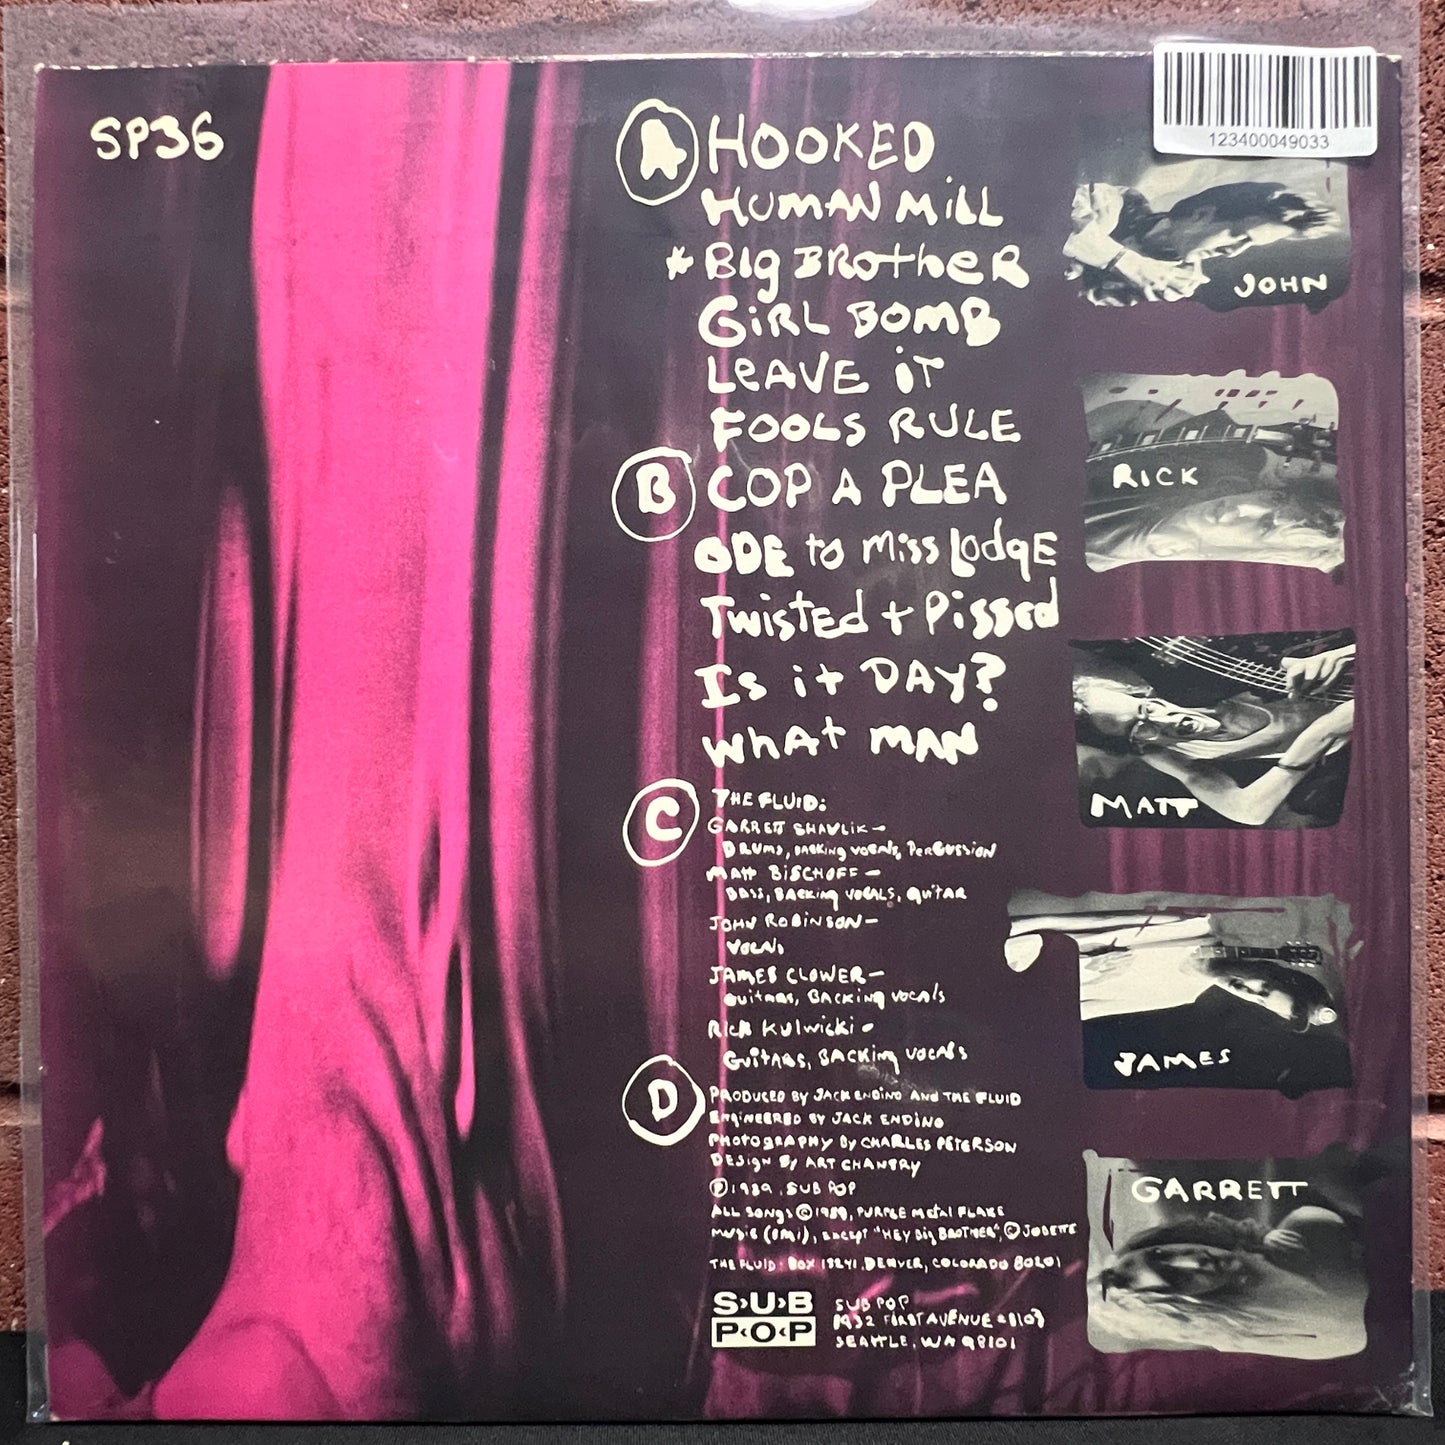 SP36
123400049033
A HOOKED
HUMAN MILL
* BIg BROtheR
GiRL BOMB
LeAVE iT
FOOLS RULE
B COP A PLEA
ODE to Miss LodgE
Twisted + Pissed
Is it DAY?
WhAt MAN
C THE FLUID:
GARRETT SHAVLIK –
DRUMS, BACKing VOCALS, PeRCUSSION
MAtt BISCHOFF –
BASS, BACKing VOCALS, guitAR
JOHN ROBINSON –
VOCALS
JAMES CLOWER –
guitARS, BACKing VOCAls
RICK KULWICKI -
GuitARS, BACKing VOCAlS
D PRODUCED BY JACK ENDINO AND THE FLUID
ENgiNEERED By JACK ENDINO
PHOTOgRAPHY By CHARLES PETERSON
DESIgN By ART CHANTRY
Ⓟ1989, SUB POP
ALL SONgS ©1989, PURPLE MetAl FLAKE
MUSIC (BMI), EXCEPT "HEY Big BROTHER", © JOBETTE
THE FLUID: BOX 18241, DENVER, COLORADO 80201
S›U›B
P‹O‹P
SUB POP
1932 FIRST AVENUE #1103
SEATTLE, WA 98101
JOHN
RICK
MATT
JAMES
GARRETT